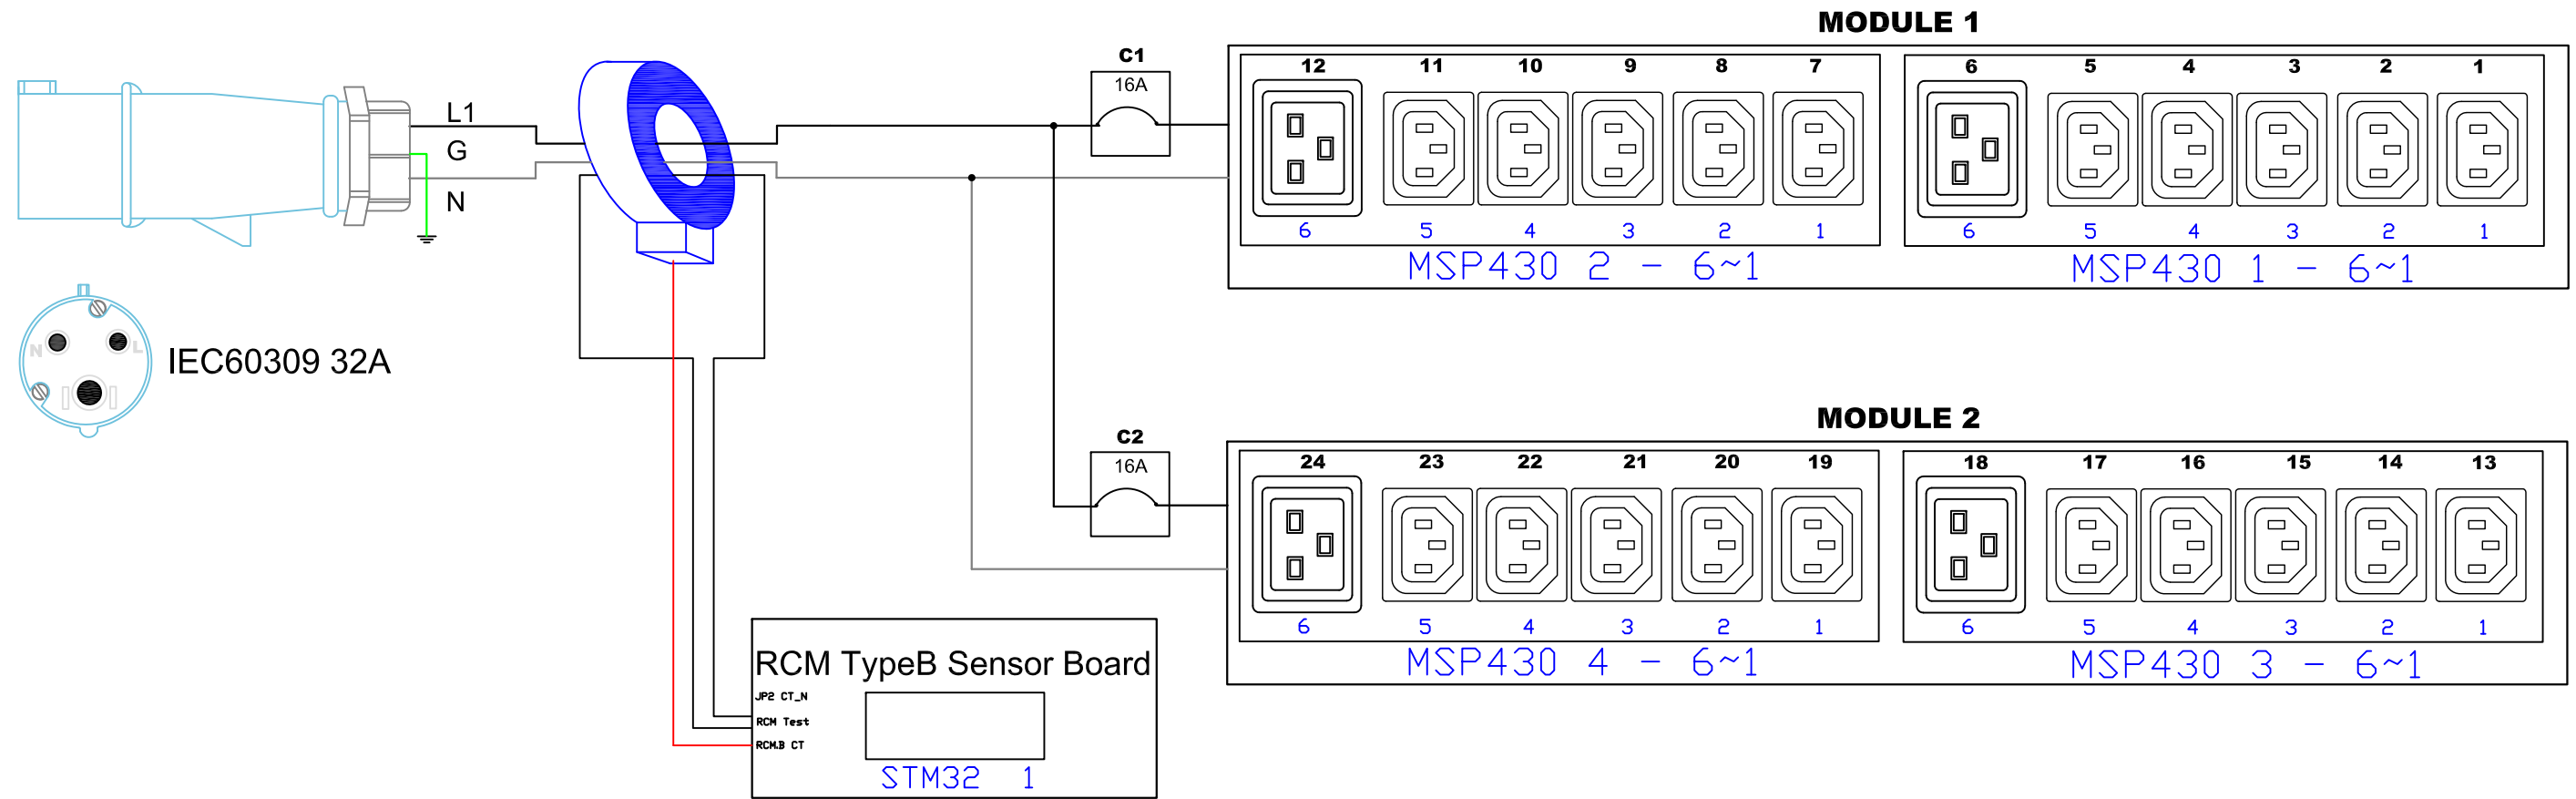 MODULE 1
C1
16A
12 11 10 9 8 7 6 5 4 3 2 1
L1
G
N
6 5 4 3 2 1 6 5 4 3 2 1
MSP430 2 - 6~1 MSP430 1 - 6~1
N L
IEC60309 32A
MODULE 2
C2
16A
24 23 22 21 20 19 18 17 16 15 14 13
6 5 4 3 2 1 6 5 4 3 2 1
MSP430 4 - 6~1 MSP430 3 - 6~1
RCM TypeB Sensor Board
JP2 CT_N
RCM Test
RCM.B CT
STM32 1